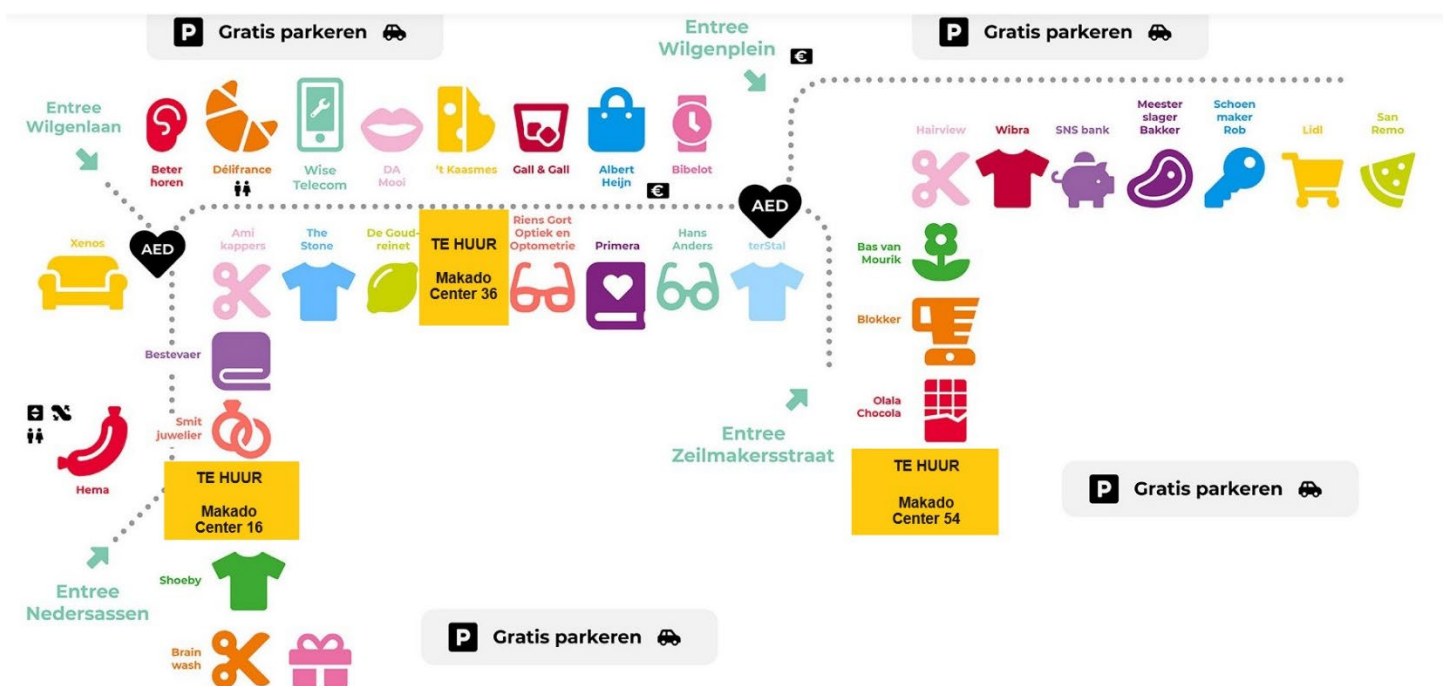 P Gratis parkeren
Entree
Wilgenplein
€
P Gratis parkeren
Entree
Wilgenlaan
Beter
horen
Délifrance
Wise
Telecom
DA
Mooi
't Kaasmes
Gall & Gall
Albert
Heijn
Bibelot
€
Hairview
Wibra
SNS bank
Meester
slager
Bakker
Schoen
maker
Rob
Lidl
San
Remo
AED
AED
Xenos
Ami
kappers
The
Stone
De Goud-
reinet
TE HUUR
Makado
Center 36
Riens Gort
Optiek en
Optometrie
Primera
Hans
Anders
terStal
Bas van
Mourik
Blokker
Olala
Chocola
TE HUUR
Makado
Center 54
P Gratis parkeren
Bestevaer
Smit
juwelier
Hema
TE HUUR
Makado
Center 16
Entree
Zeilmakersstraat
Entree
Nedersassen
Shoeby
Brain
wash
P Gratis parkeren